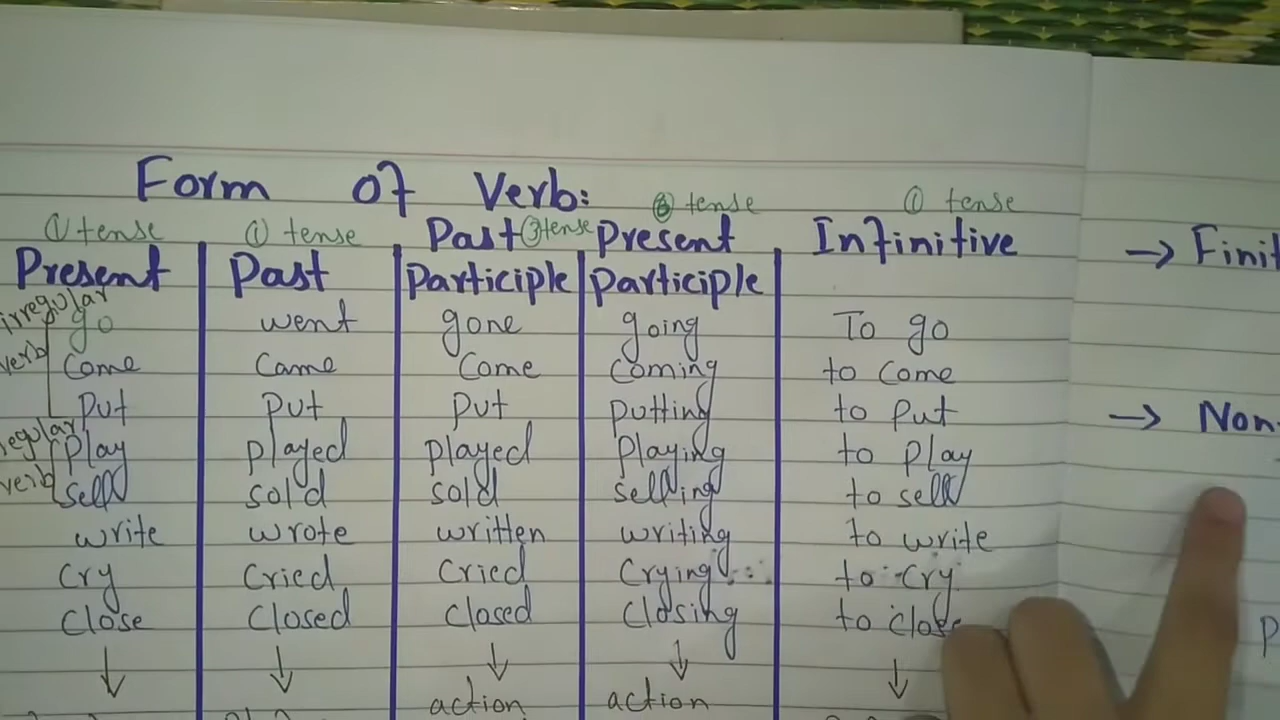 Form of Verb:
① tense ① tense ③ tense ⑥ tense ① tense
Present Past Past Participle Present Participle Infinitive
irregular verb
go went gone going To go
Come Came Come Coming to Come
put put put putting to put
regular verb
play played played playing to play
sell sold sold selling to sell
write wrote written writing to write
Cry Cried Cried Crying to cry
Close Closed Closed Closing to close
action action
→ Finit
→ Non-